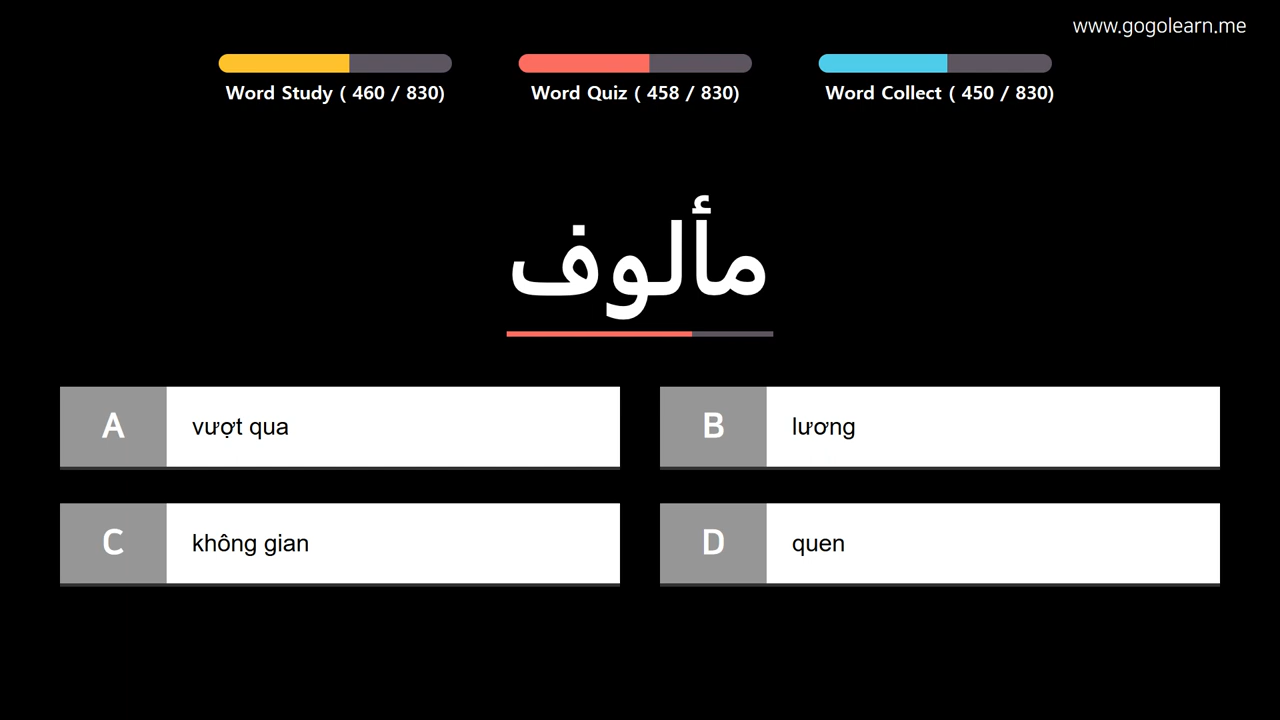 www.gogolearn.me
Word Study ( 460 / 830)
Word Quiz ( 458 / 830)
Word Collect ( 450 / 830)
مألوف
A
vượt qua
B
lương
C
không gian
D
quen